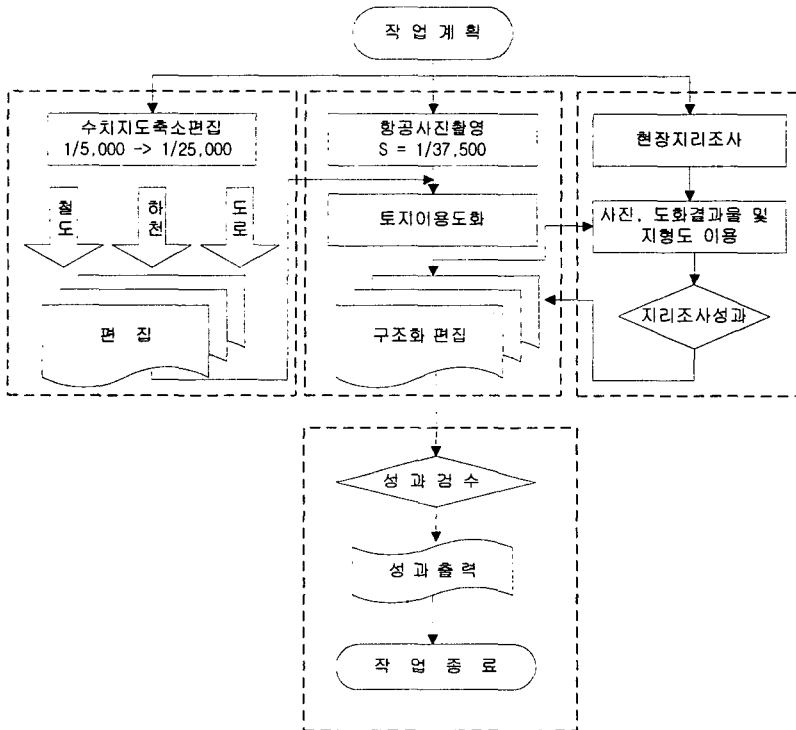 작 업 계 획
수치지도축소편집
1/5,000 -> 1/25,000
철도
하천
도로
편 집
항공사진촬영
S = 1/37,500
토지이용도화
구조화 편집
현장지리조사
사진, 도화결과울 및
지형도 이용
지리조사성과
성 과 검 수
성 과 출 력
작 업 종 료